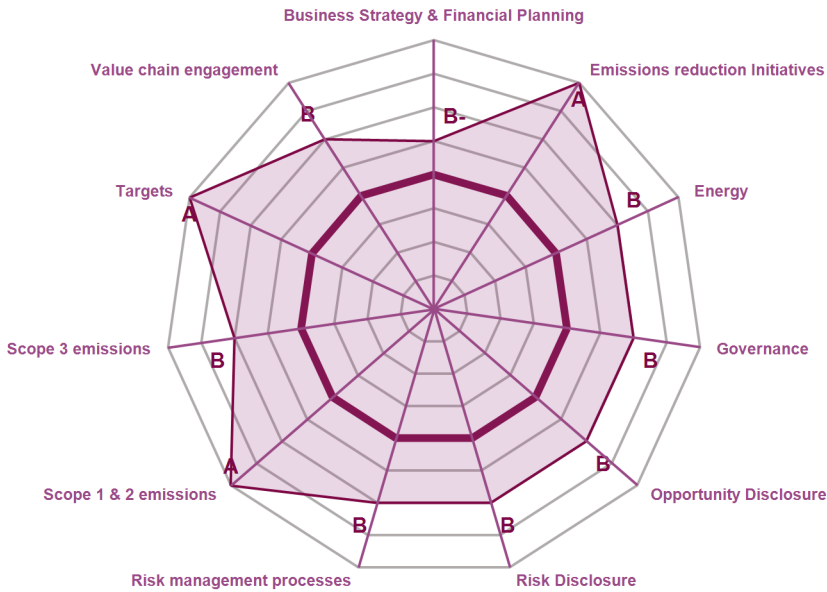 Business Strategy & Financial Planning
Value chain engagement
Emissions reduction Initiatives
A
B
B-
Targets
A
B
Energy
Scope 3 emissions
B
B
Governance
A
B
Scope 1 & 2 emissions
Opportunity Disclosure
B
B
Risk management processes
Risk Disclosure